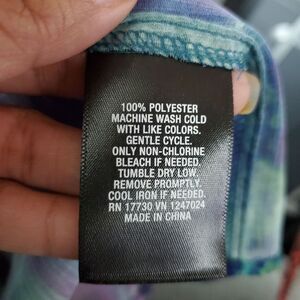 100% POLYESTER
MACHINE WASH COLD
WITH LIKE COLORS.
GENTLE CYCLE.
ONLY NON-CHLORINE
BLEACH IF NEEDED.
TUMBLE DRY LOW.
REMOVE PROMPTLY.
COOL IRON IF NEEDED.
RN 17730 VN 1247024
MADE IN CHINA